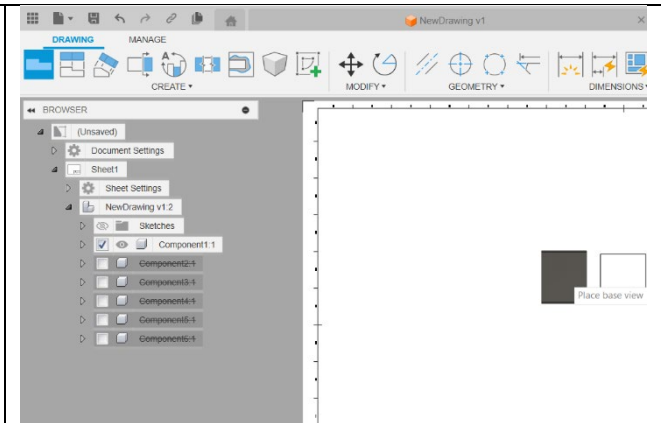 NewDrawing v1
DRAWING MANAGE
CREATE MODIFY GEOMETRY DIMENSIONS
BROWSER
(Unsaved)
Document Settings
Sheet1
Sheet Settings
NewDrawing v1:2
Sketches
Component1:1
Component2:1
Component3:1
Component4:1
Component5:1
Component6:1
Place base view